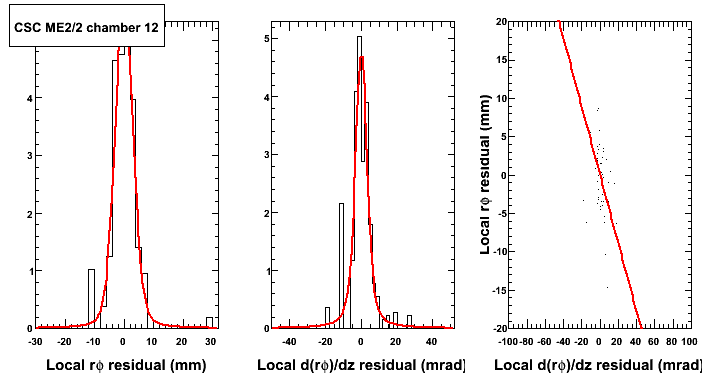 CSC ME2/2 chamber 12
4
3
2
1
0
-30 -20 -10 0 10 20 30
Local rϕ residual (mm)
5
4
3
2
1
0
-40 -20 0 20 40
Local d(rϕ)/dz residual (mrad)
Local rϕ residual (mm)
20
15
10
5
0
-5
-10
-15
-20
-100 -80 -60 -40 -20 0 20 40 60 80 100
Local d(rϕ)/dz residual (mrad)